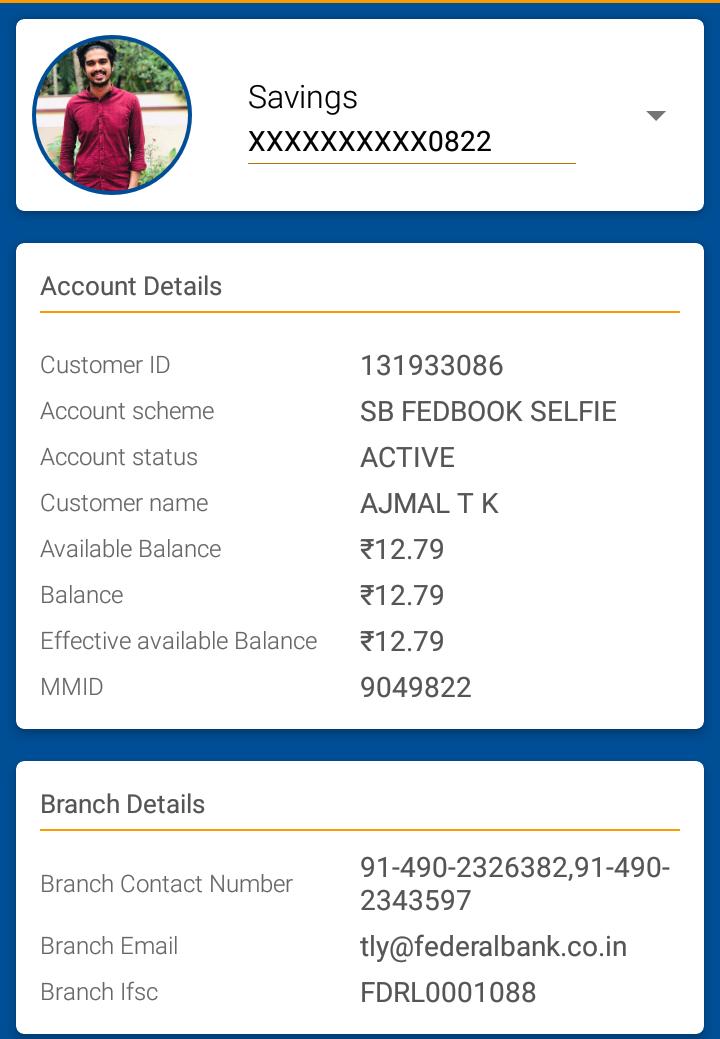 Savings
XXXXXXXXXX0822
Account Details
Customer ID 131933086
Account scheme SB FEDBOOK SELFIE
Account status ACTIVE
Customer name AJMAL T K
Available Balance ₹12.79
Balance ₹12.79
Effective available Balance ₹12.79
MMID 9049822
Branch Details
Branch Contact Number 91-490-2326382,91-490-
2343597
Branch Email tly@federalbank.co.in
Branch Ifsc FDRL0001088